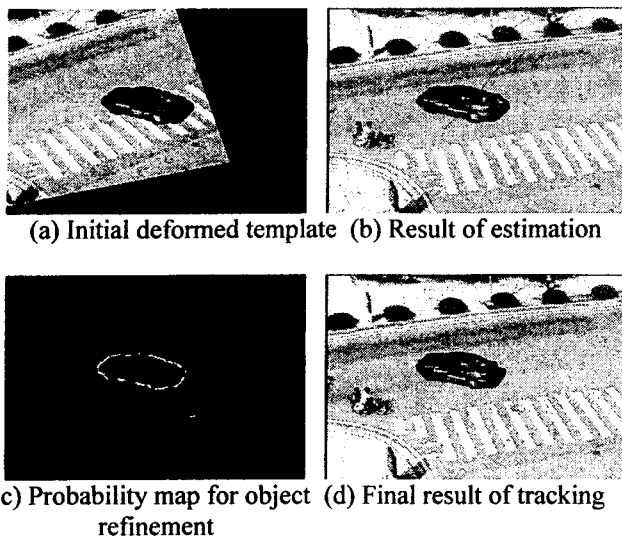 (a) Initial deformed template (b) Result of estimation
c) Probability map for object (d) Final result of tracking
refinement